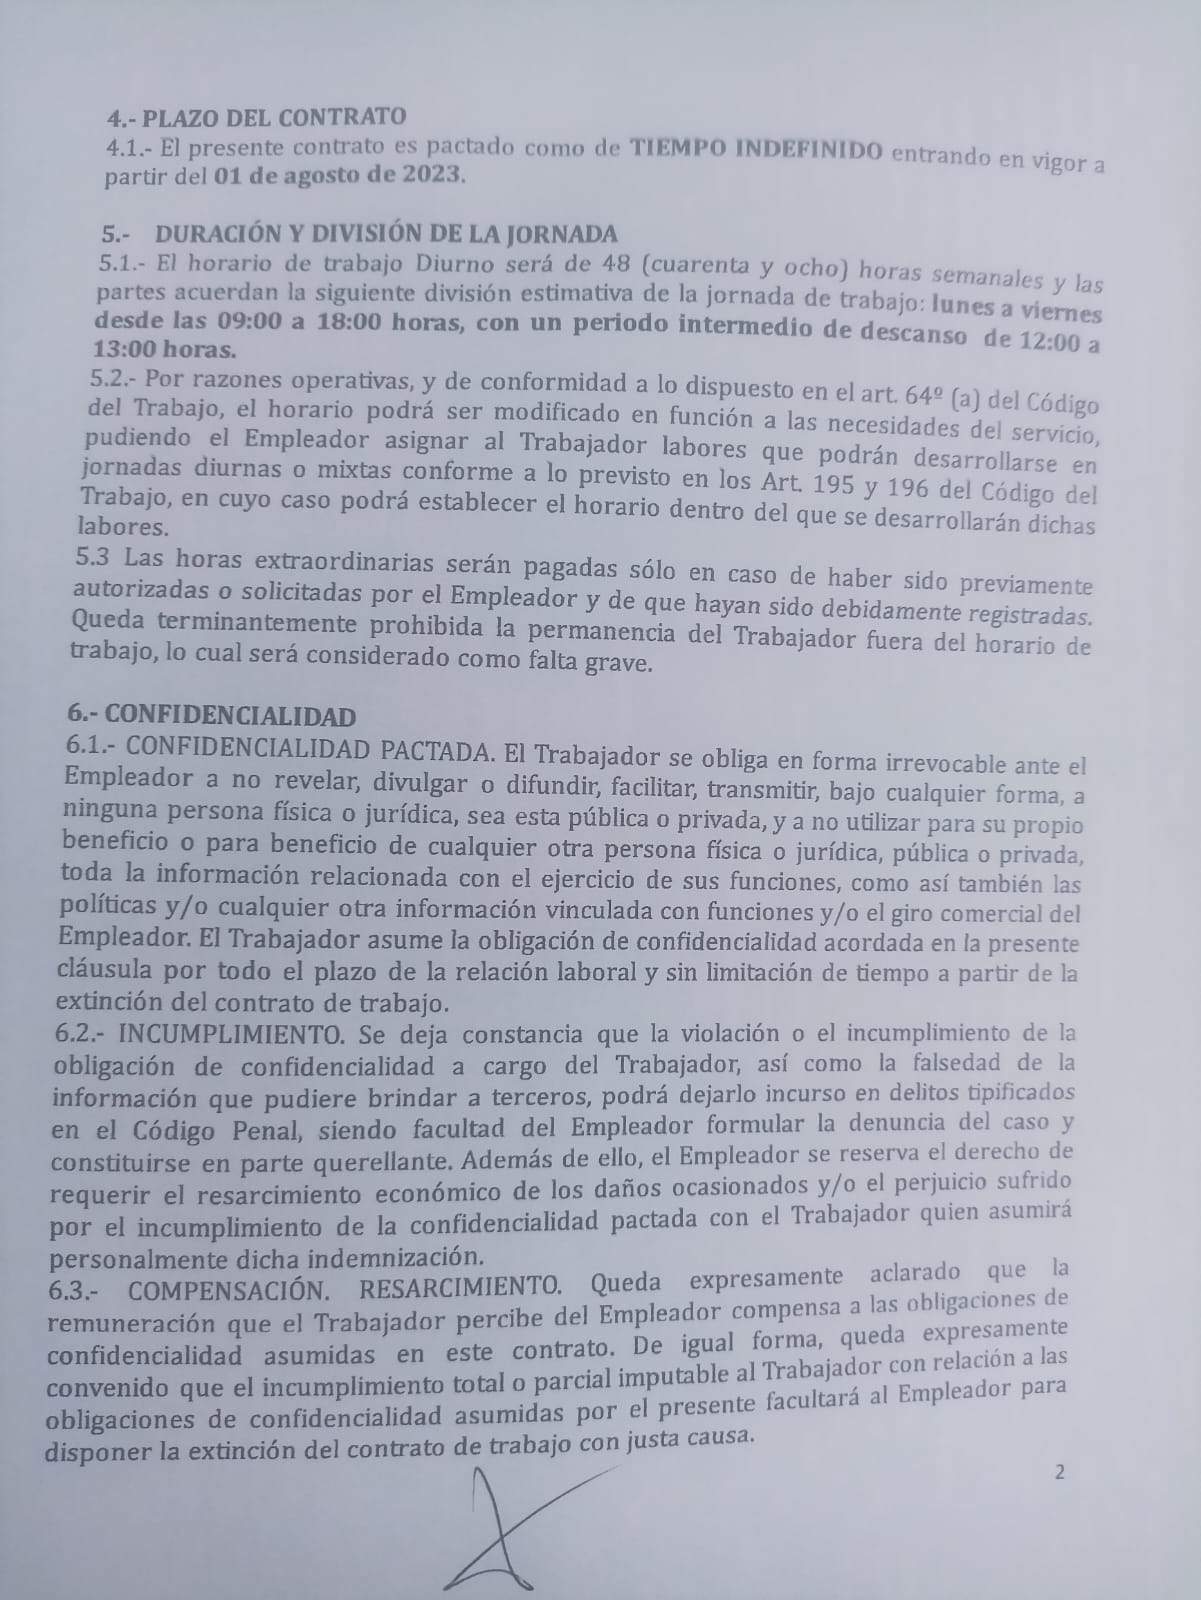 4.- PLAZO DEL CONTRATO
4.1.- El presente contrato es pactado como de TIEMPO INDEFINIDO entrando en vigor a
partir del 01 de agosto de 2023.
5.- DURACIÓN Y DIVISIÓN DE LA JORNADA
5.1.- El horario de trabajo Diurno será de 48 (cuarenta y ocho) horas semanales y las
partes acuerdan la siguiente división estimativa de la jornada de trabajo: lunes a viernes
desde las 09:00 a 18:00 horas, con un periodo intermedio de descanso de 12:00 a
13:00 horas.
5.2.- Por razones operativas, y de conformidad a lo dispuesto en el art. 64º (a) del Código
del Trabajo, el horario podrá ser modificado en función a las necesidades del servicio,
pudiendo el Empleador asignar al Trabajador labores que podrán desarrollarse en
jornadas diurnas o mixtas conforme a lo previsto en los Art. 195 y 196 del Código del
Trabajo, en cuyo caso podrá establecer el horario dentro del que se desarrollarán dichas
labores.
5.3 Las horas extraordinarias serán pagadas sólo en caso de haber sido previamente
autorizadas o solicitadas por el Empleador y de que hayan sido debidamente registradas.
Queda terminantemente prohibida la permanencia del Trabajador fuera del horario de
trabajo, lo cual será considerado como falta grave.
6.- CONFIDENCIALIDAD
6.1.- CONFIDENCIALIDAD PACTADA. El Trabajador se obliga en forma irrevocable ante el
Empleador a no revelar, divulgar o difundir, facilitar, transmitir, bajo cualquier forma, a
ninguna persona física o jurídica, sea esta pública o privada, y a no utilizar para su propio
beneficio o para beneficio de cualquier otra persona física o jurídica, pública o privada,
toda la información relacionada con el ejercicio de sus funciones, como así también las
políticas y/o cualquier otra información vinculada con funciones y/o el giro comercial del
Empleador. El Trabajador asume la obligación de confidencialidad acordada en la presente
cláusula por todo el plazo de la relación laboral y sin limitación de tiempo a partir de la
extinción del contrato de trabajo.
6.2.- INCUMPLIMIENTO. Se deja constancia que la violación o el incumplimiento de la
obligación de confidencialidad a cargo del Trabajador, así como la falsedad de la
información que pudiere brindar a terceros, podrá dejarlo incurso en delitos tipificados
en el Código Penal, siendo facultad del Empleador formular la denuncia del caso y
constituirse en parte querellante. Además de ello, el Empleador se reserva el derecho de
requerir el resarcimiento económico de los daños ocasionados y/o el perjuicio sufrido
por el incumplimiento de la confidencialidad pactada con el Trabajador quien asumirá
personalmente dicha indemnización.
6.3.- COMPENSACIÓN. RESARCIMIENTO. Queda expresamente aclarado que la
remuneración que el Trabajador percibe del Empleador compensa a las obligaciones de
confidencialidad asumidas en este contrato. De igual forma, queda expresamente
convenido que el incumplimiento total o parcial imputable al Trabajador con relación a las
obligaciones de confidencialidad asumidas por el presente facultará al Empleador para
disponer la extinción del contrato de trabajo con justa causa.
2